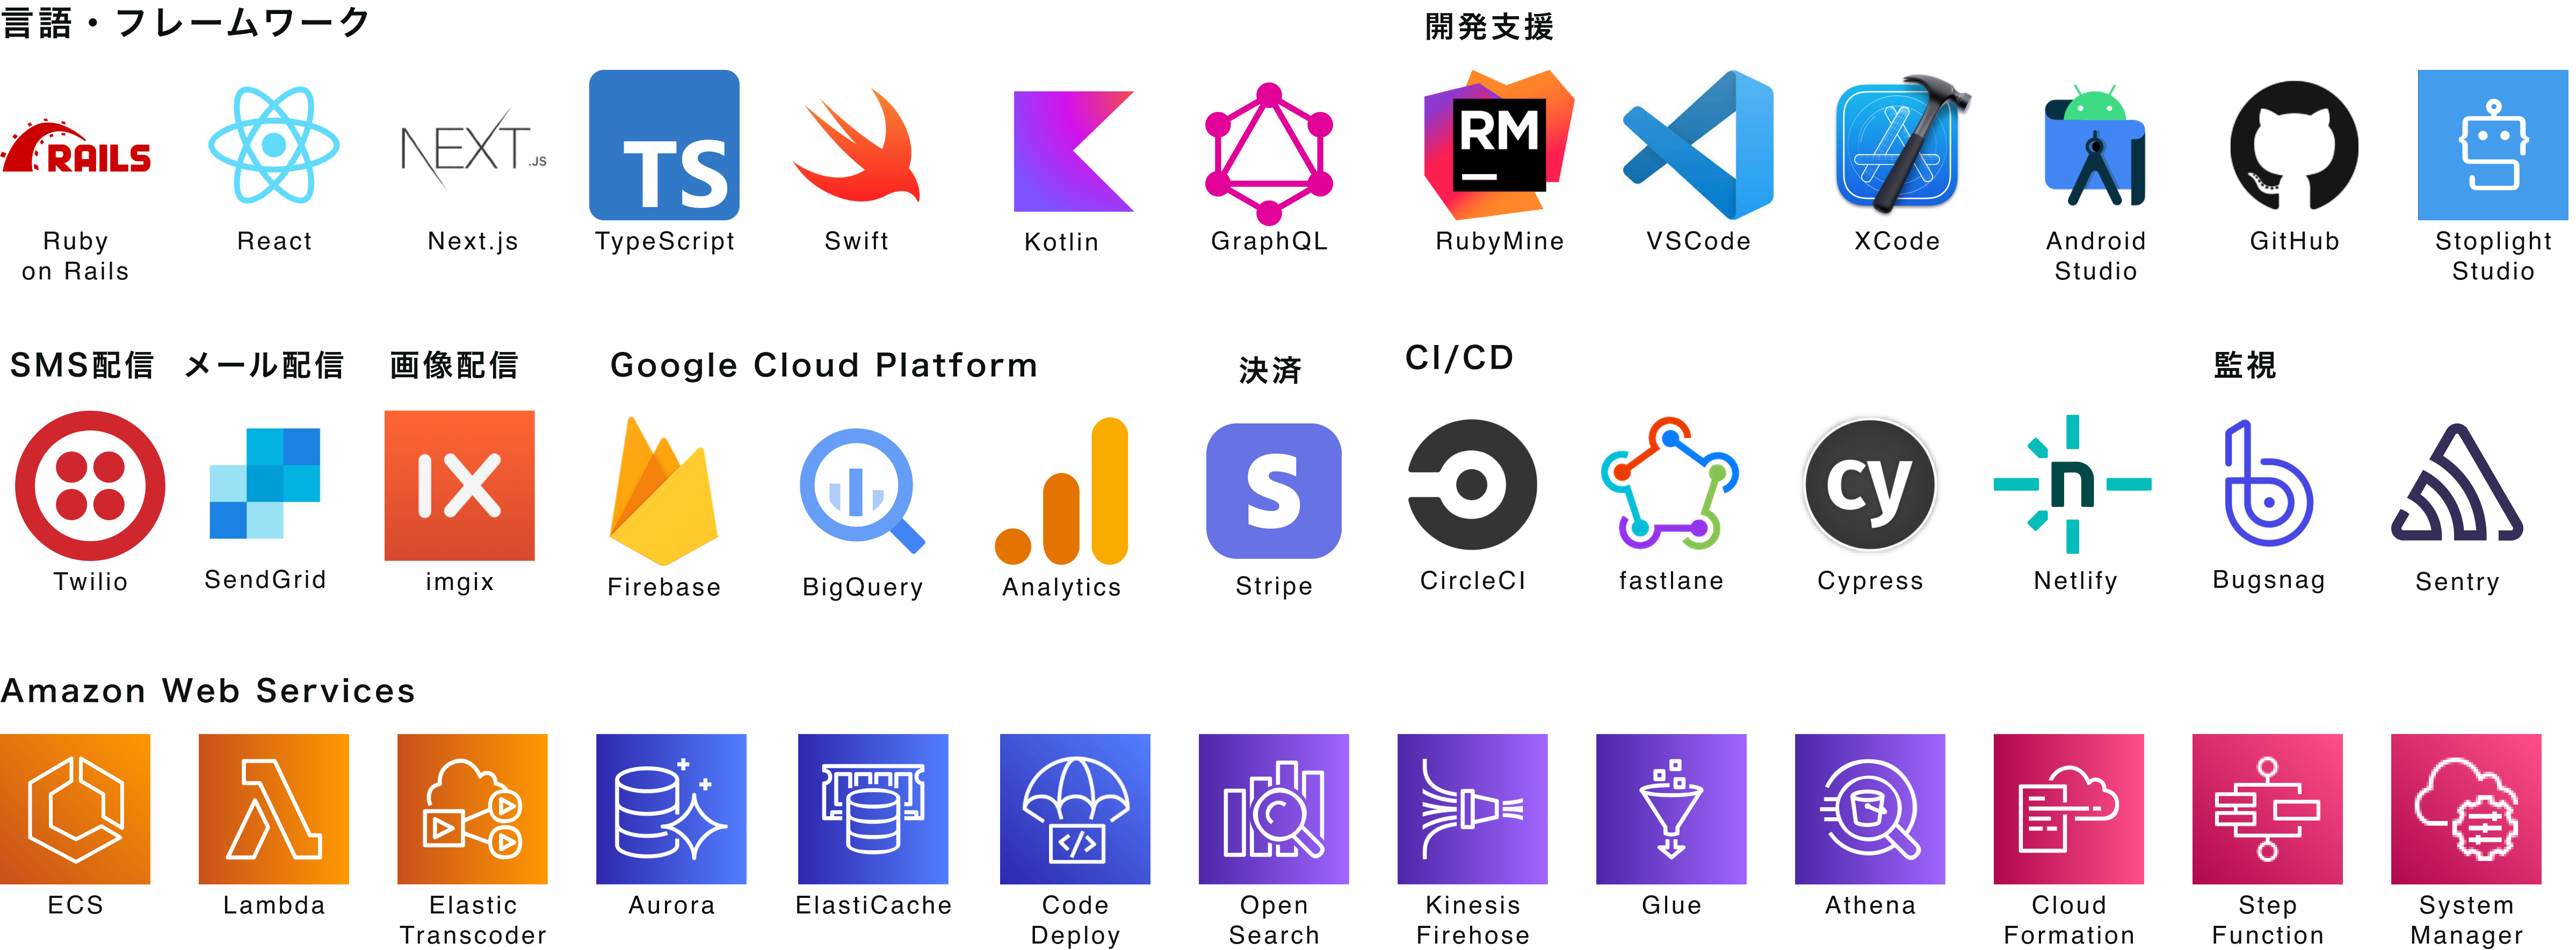 言語・フレームワーク
開発支援
RAILS
NEXT.JS
TS
RM
Ruby
on Rails
React
Next.js
TypeScript
Swift
Kotlin
GraphQL
RubyMine
VSCode
XCode
Android
Studio
GitHub
Stoplight
Studio
SMS配信
メール配信
画像配信
Google Cloud Platform
決済
CI/CD
監視
IX
S
cy
n
b
Twilio
SendGrid
imgix
Firebase
BigQuery
Analytics
Stripe
CircleCI
fastlane
Cypress
Netlify
Bugsnag
Sentry
Amazon Web Services
</>
ECS
Lambda
Elastic
Transcoder
Aurora
ElastiCache
Code
Deploy
Open
Search
Kinesis
Firehose
Glue
Athena
Cloud
Formation
Step
Function
System
Manager